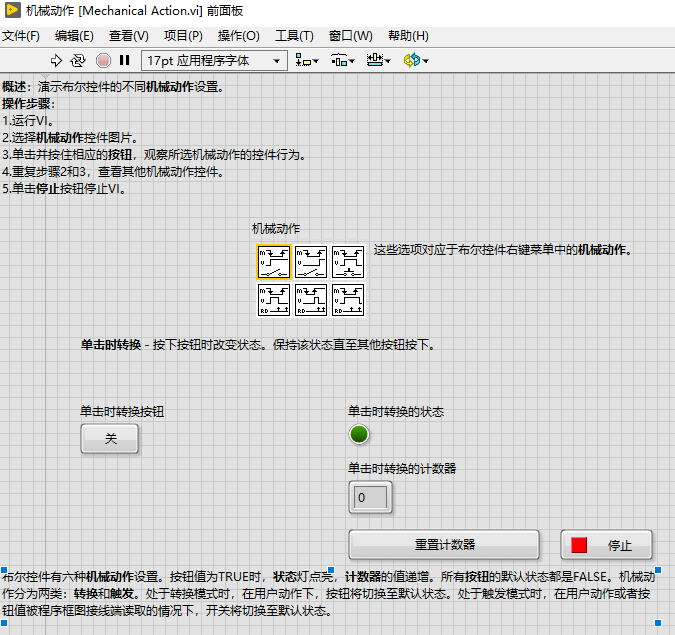 机械动作 [Mechanical Action.vi] 前面板
文件(F) 编辑(E) 查看(V) 项目(P) 操作(O) 工具(T) 窗口(W) 帮助(H)
17pt 应用程序字体
概述：演示布尔控件的不同机械动作设置。
操作步骤：
1.运行VI。
2.选择机械动作控件图片。
3.单击并按住相应的按钮，观察所选机械动作的控件行为。
4.重复步骤2和3，查看其他机械动作控件。
5.单击停止按钮停止VI。
机械动作
这些选项对应于布尔控件右键菜单中的机械动作。
m v m v m v
m v RD m v RD m v RD
单击时转换 - 按下按钮时改变状态。保持该状态直至其他按钮按下。
单击时转换按钮 单击时转换的状态
关
单击时转换的计数器
0
重置计数器 停止
布尔控件有六种机械动作设置。按钮值为TRUE时，状态灯点亮，计数器的值递增。所有按钮的默认状态都是FALSE。机械动
作分为两类：转换和触发。处于转换模式时，在用户动作下，按钮将切换至默认状态。处于触发模式时，在用户动作或者按
钮值被程序框图接线端读取的情况下，开关将切换至默认状态。